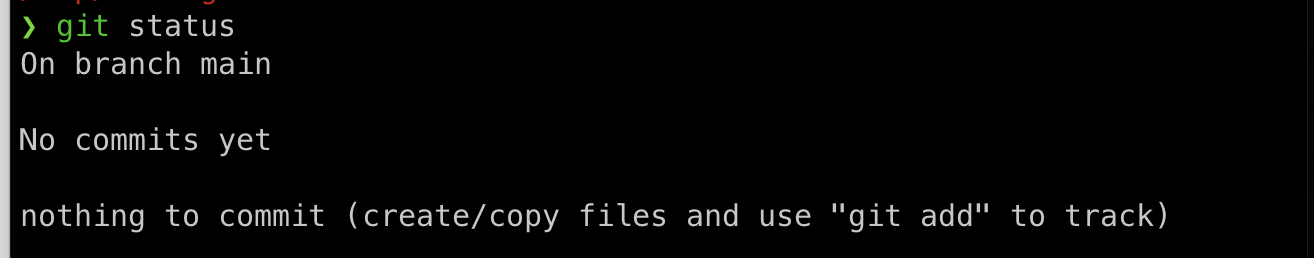 ❯ git status
On branch main
No commits yet
nothing to commit (create/copy files and use "git add" to track)